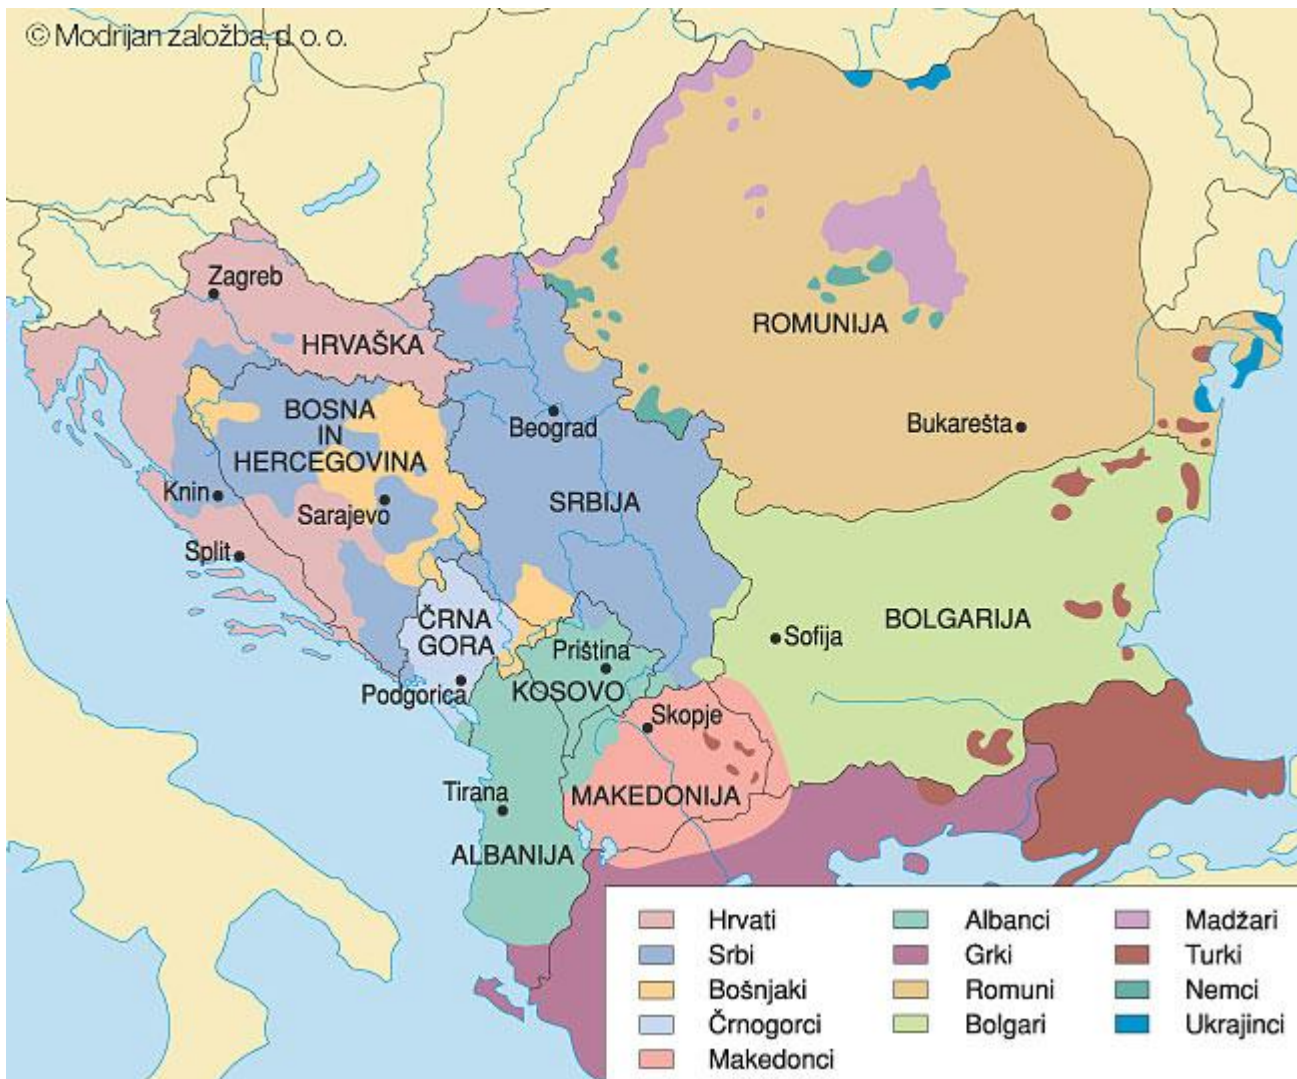 © Modrijan založba, d. o. o.
Zagreb
HRVAŠKA
ROMUNIJA
BOSNA
IN
HERCEGOVINA
Beograd
Bukarešta
Knin
Sarajevo
SRBIJA
Split
ČRNA
GORA
BOLGARIJA
Sofija
Priština
KOSOVO
Podgorica
Skopje
Tirana
MAKEDONIJA
ALBANIJA
Hrvati
Srbi
Bošnjaki
Črnogorci
Makedonci
Albanci
Grki
Romuni
Bolgari
Madžari
Turki
Nemci
Ukrajinci